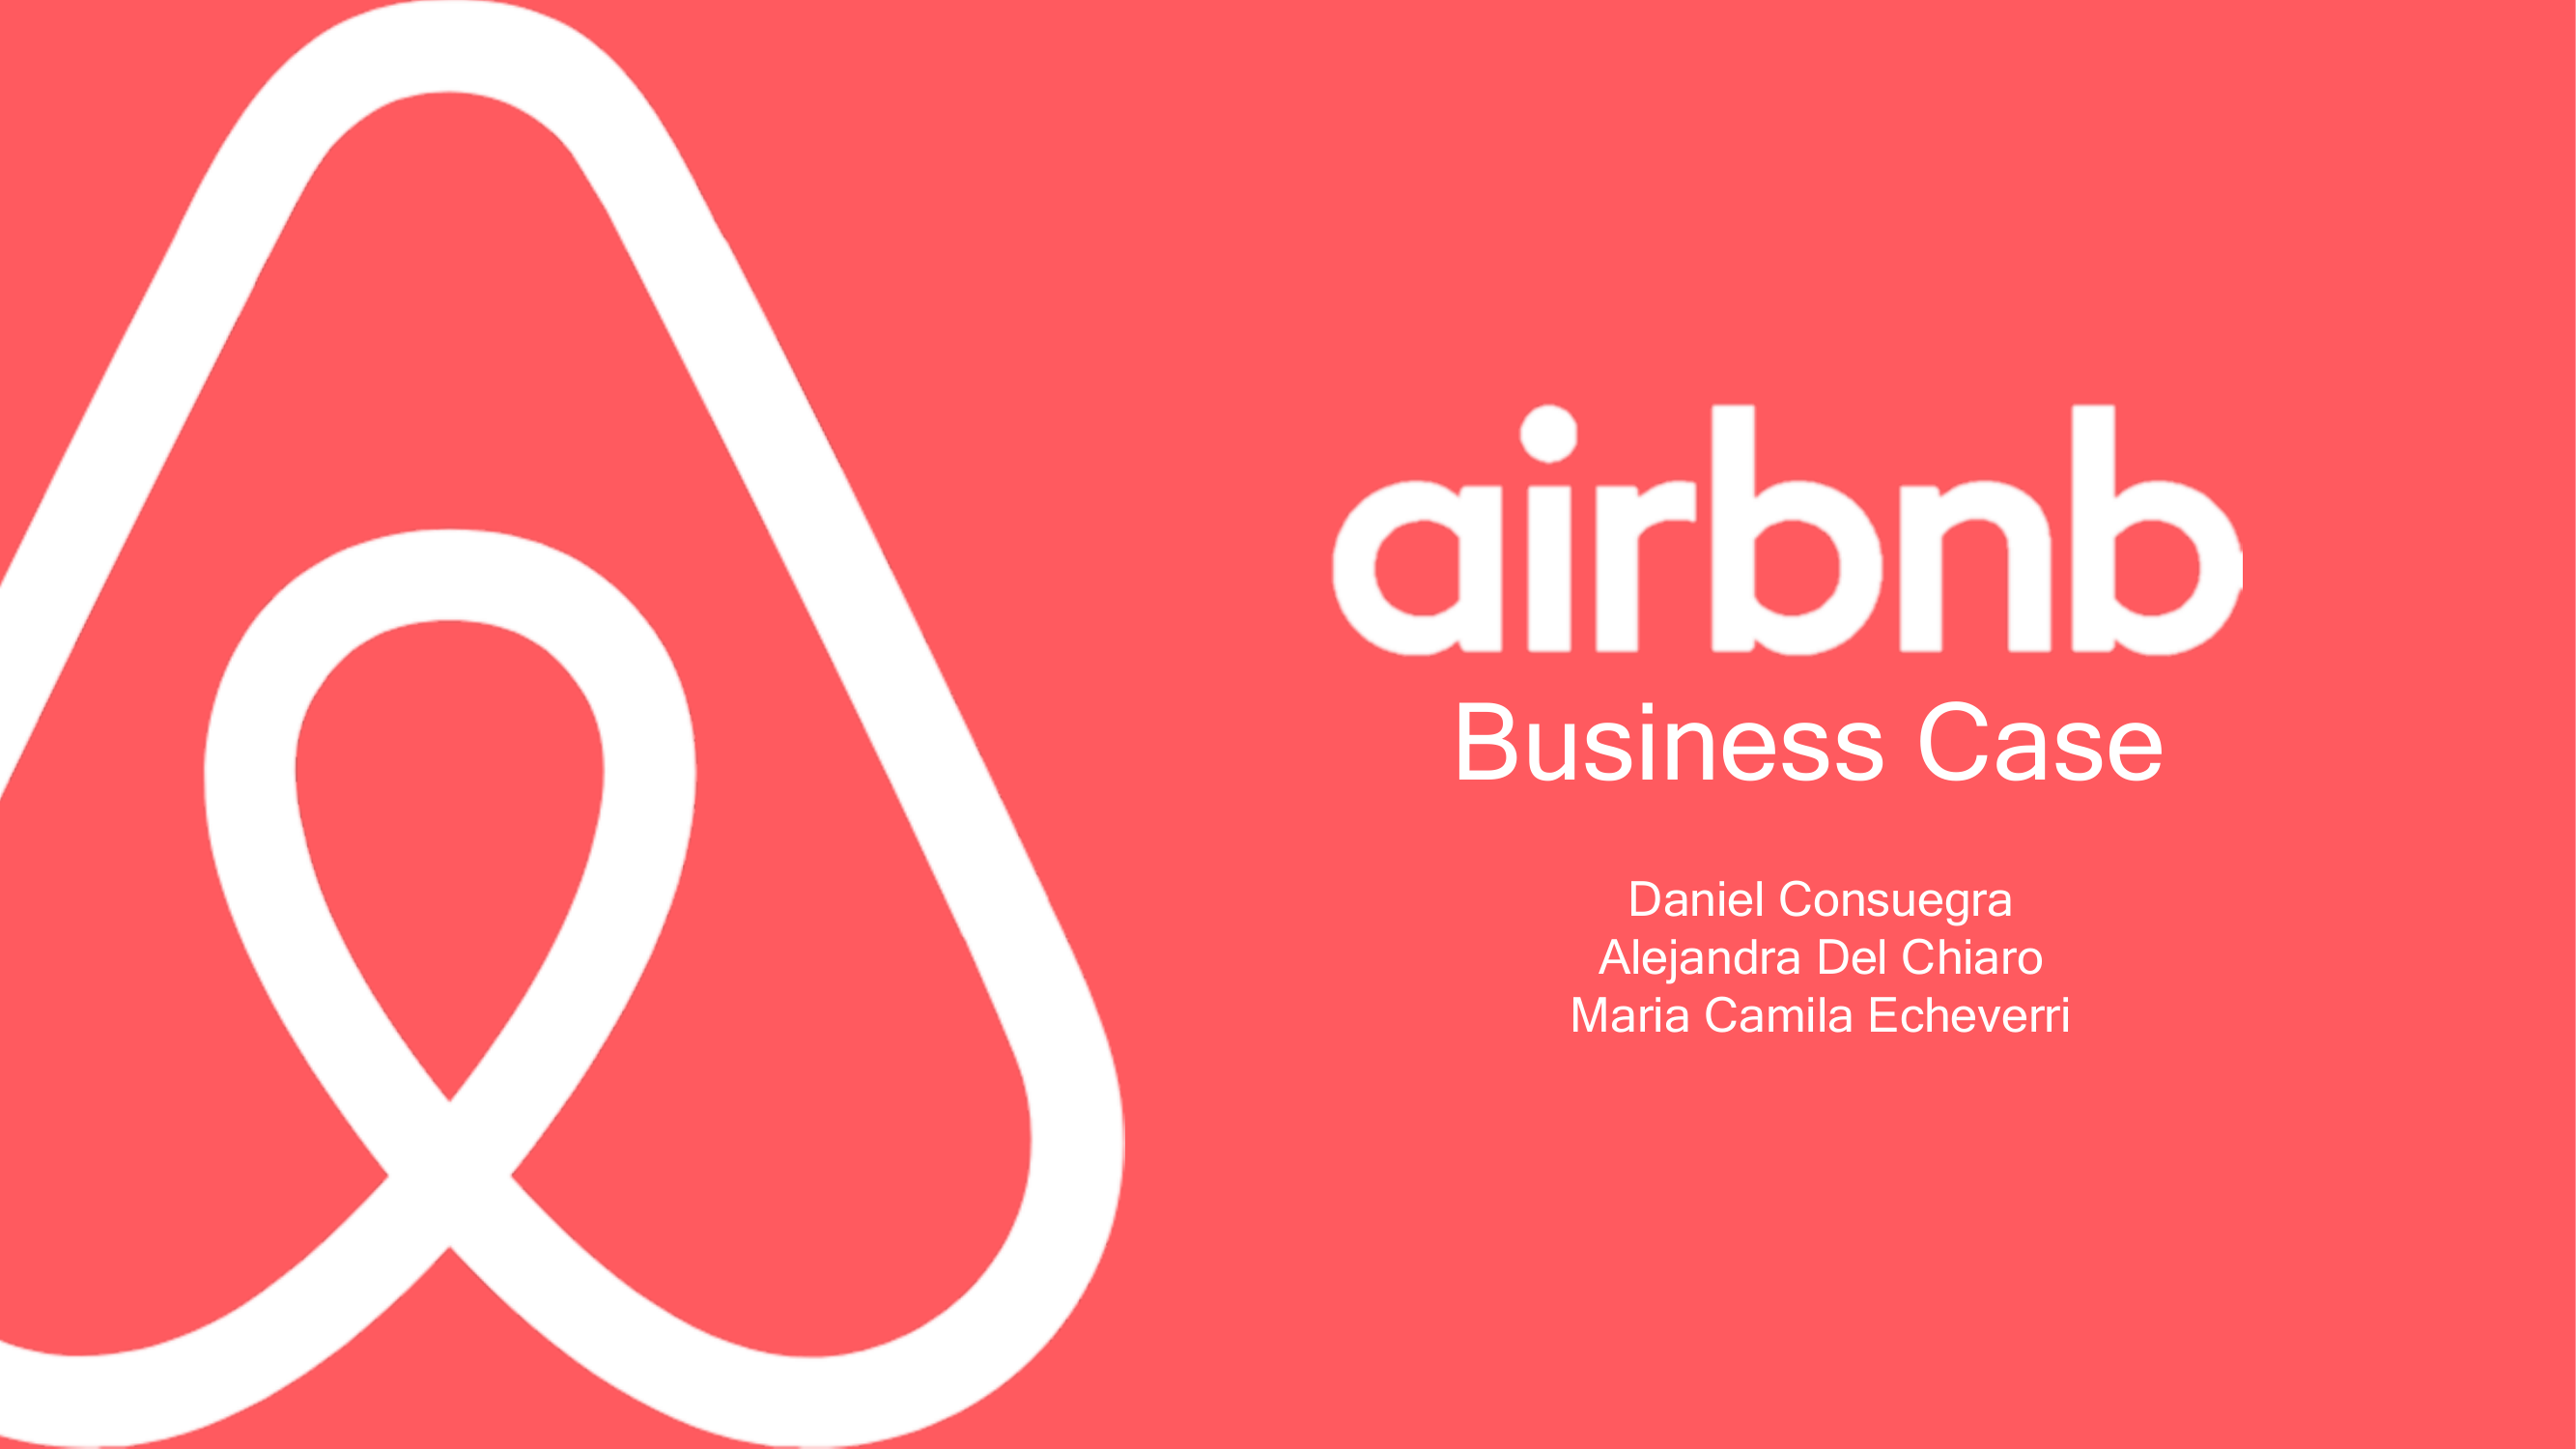 airbnb
Business Case
Daniel Consuegra
Alejandra Del Chiaro
Maria Camila Echeverri